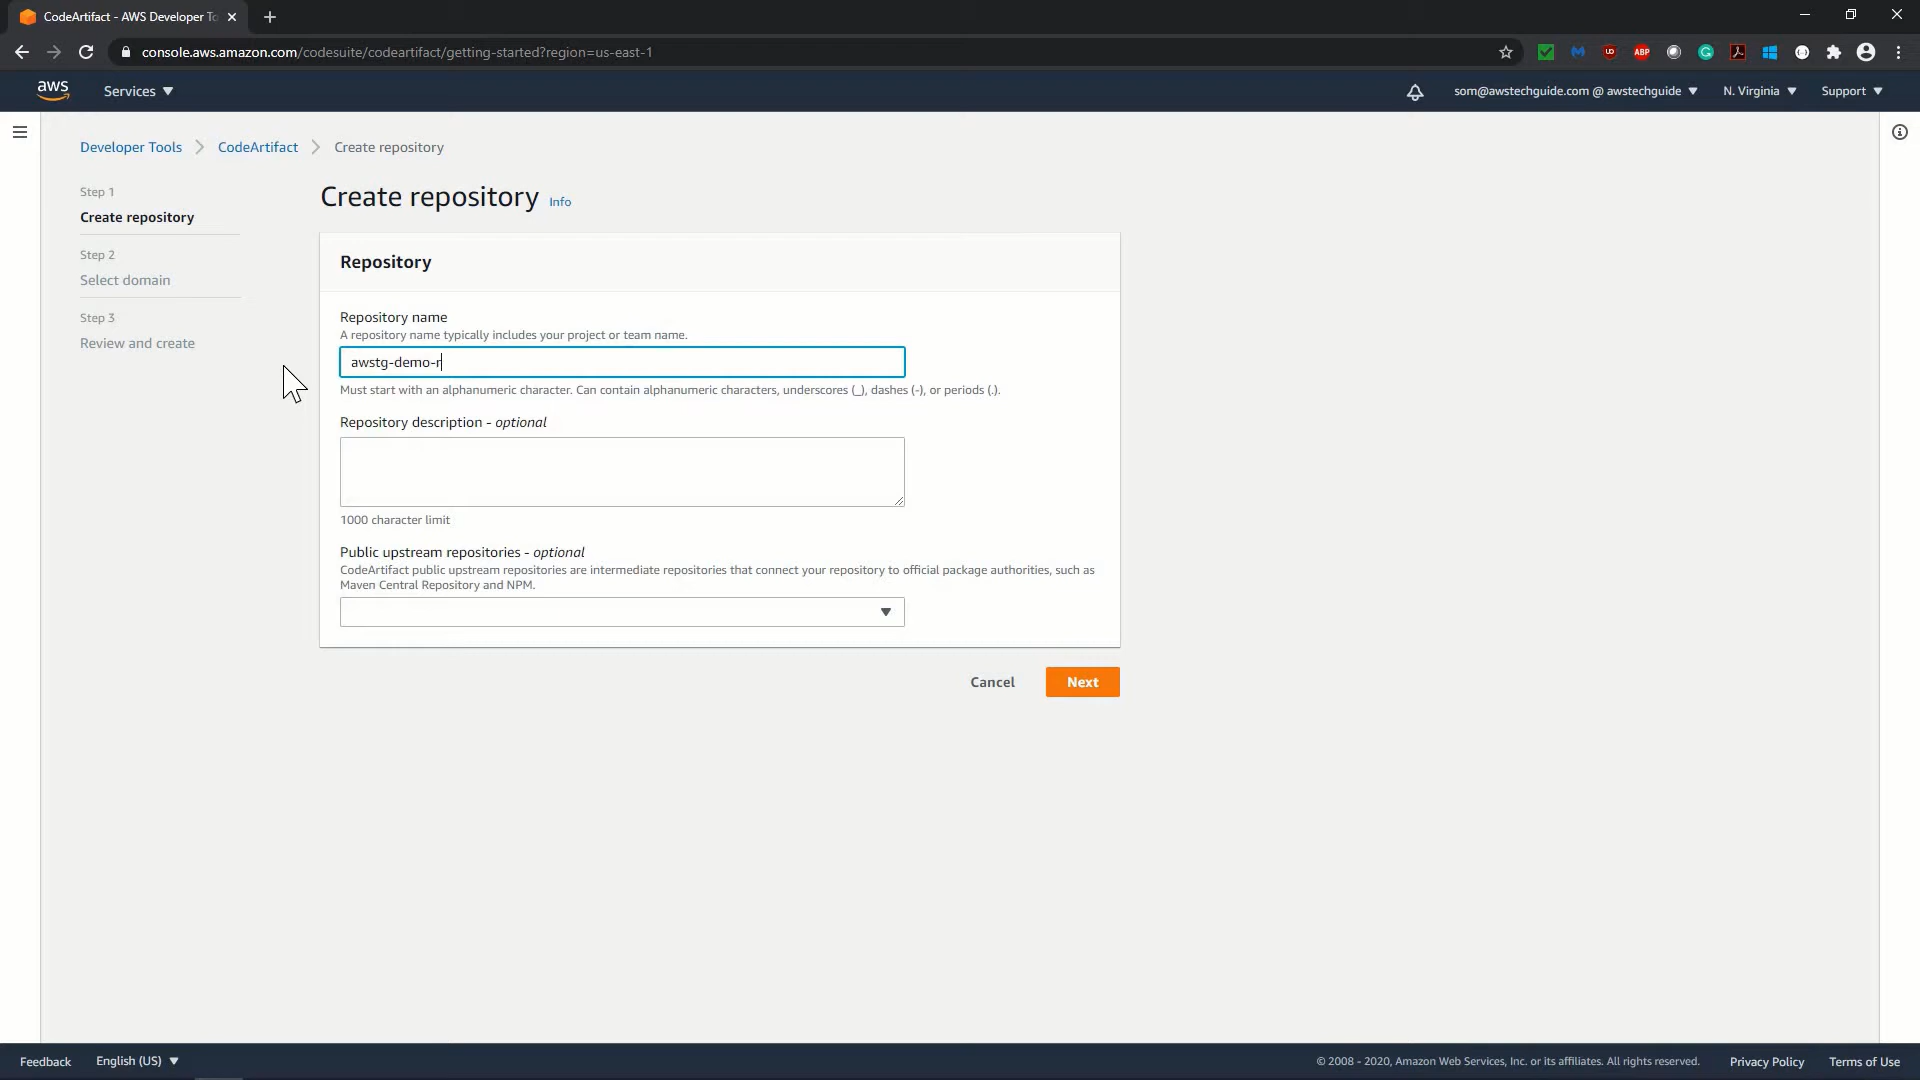 CodeArtifact - AWS Developer To
console.aws.amazon.com/codesuite/codeartifact/getting-started?region=us-east-1
UO
ABP
aws
Services
som@awstechguide.com @ awstechguide
N. Virginia
Support
Developer Tools
CodeArtifact
Create repository
Step 1
Create repository
Step 2
Select domain
Step 3
Review and create
Create repository Info
Repository
Repository name
A repository name typically includes your project or team name.
awstg-demo-r
Must start with an alphanumeric character. Can contain alphanumeric characters, underscores (_), dashes (-), or periods (.).
Repository description - optional
1000 character limit
Public upstream repositories - optional
CodeArtifact public upstream repositories are intermediate repositories that connect your repository to official package authorities, such as
Maven Central Repository and NPM.
Cancel
Next
Feedback
English (US)
© 2008 - 2020, Amazon Web Services, Inc. or its affiliates. All rights reserved.
Privacy Policy
Terms of Use